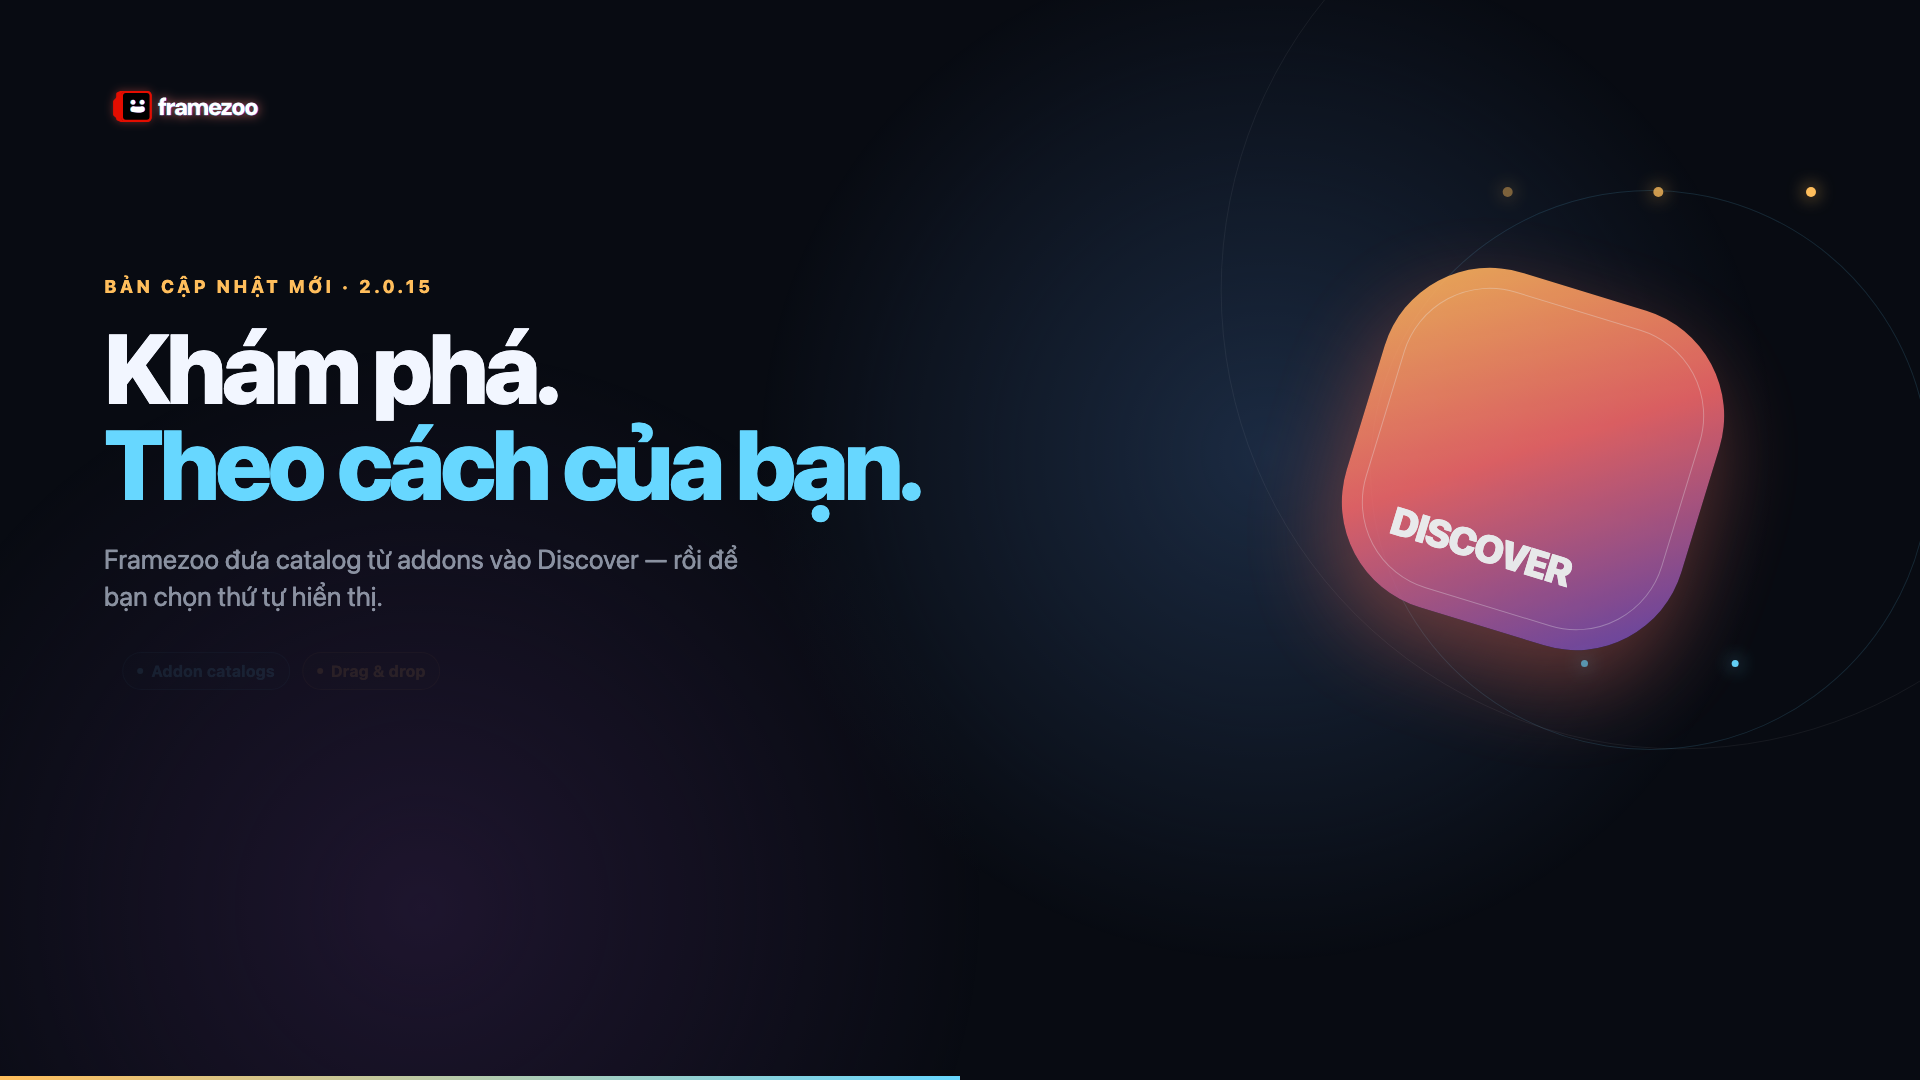 framezoo
BẢN CẬP NHẬT MỚI · 2.0.15
Khám phá.
Theo cách của bạn.
Framezoo đưa catalog từ addons vào Discover — rồi để
bạn chọn thứ tự hiển thị.
• Addon catalogs
• Drag & drop
DISCOVER